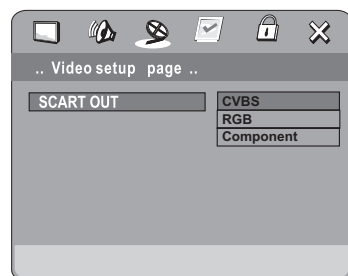 .. Video setup page ..
SCART OUT
CVBS
RGB
Component